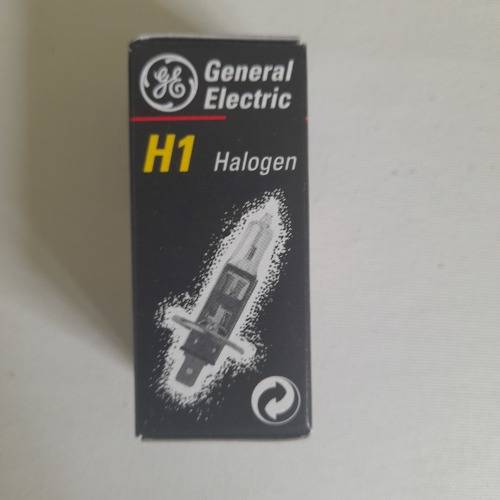 GE
General
Electric
H1 Halogen